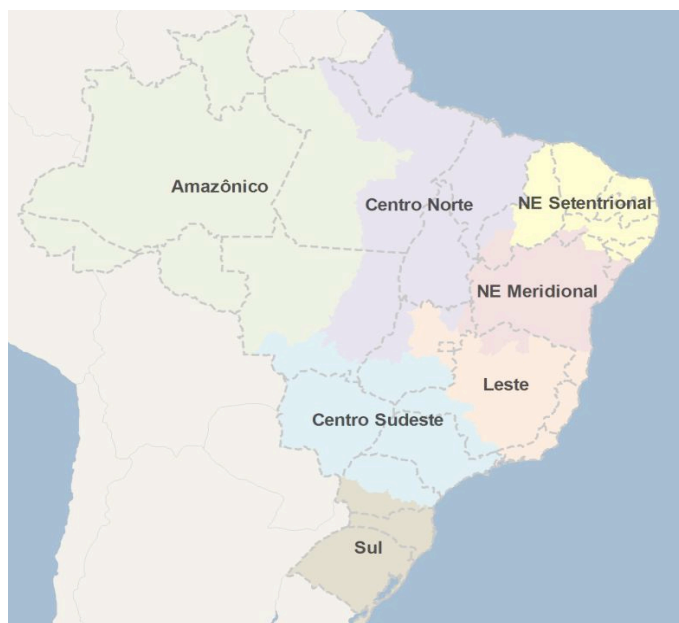 Amazônico
Centro Norte
NE Setentrional
NE Meridional
Leste
Centro Sudeste
Sul